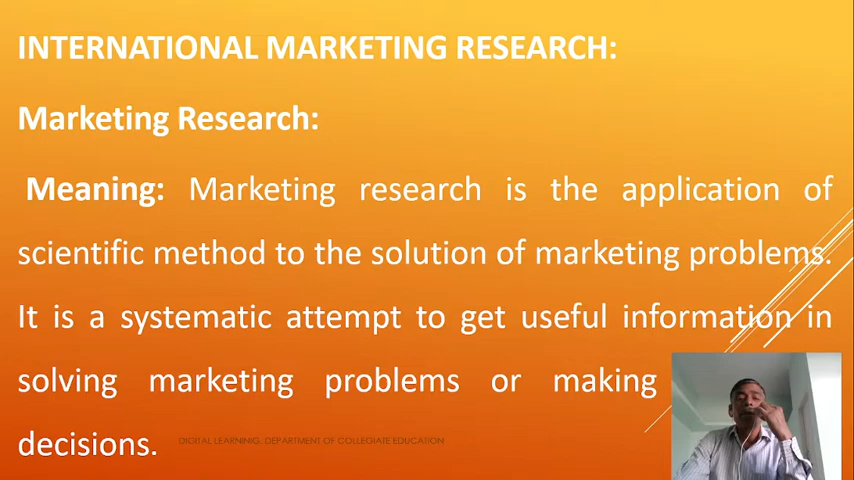 INTERNATIONAL MARKETING RESEARCH:
Marketing Research:
Meaning: Marketing research is the application of
scientific method to the solution of marketing problems.
It is a systematic attempt to get useful information in
solving marketing problems or making
decisions.
DIGITAL LEARNINIG, DEPARTMENT OF COLLEGIATE EDUCATION